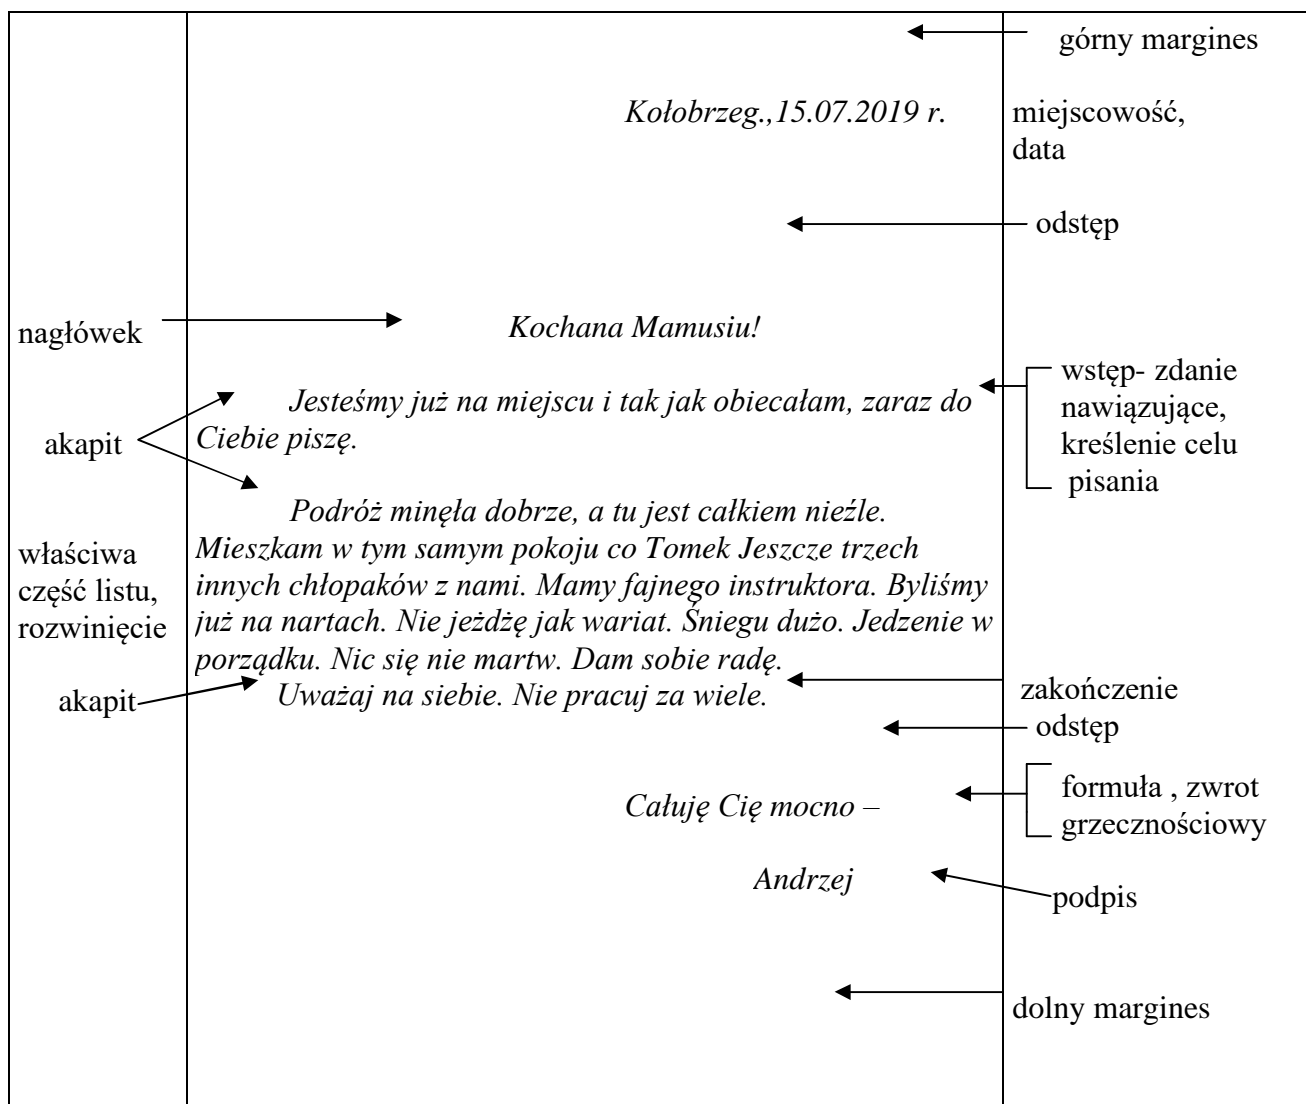 górny margines
Kołobrzeg.,15.07.2019 r.
miejscowość,
data
odstęp
nagłówek
Kochana Mamusiu!
wstęp- zdanie
nawiązujące,
kreślenie celu
pisania
akapit
Jesteśmy już na miejscu i tak jak obiecałam, zaraz do
Ciebie piszę.
Podróż minęła dobrze, a tu jest całkiem nieźle.
Mieszkam w tym samym pokoju co Tomek Jeszcze trzech
innych chłopaków z nami. Mamy fajnego instruktora. Byliśmy
już na nartach. Nie jeżdżę jak wariat. Śniegu dużo. Jedzenie w
porządku. Nic się nie martw. Dam sobie radę.
właściwa
część listu,
rozwinięcie
akapit
Uważaj na siebie. Nie pracuj za wiele.
zakończenie
odstęp
Całuję Cię mocno –
formuła , zwrot
grzecznościowy
Andrzej
podpis
dolny margines